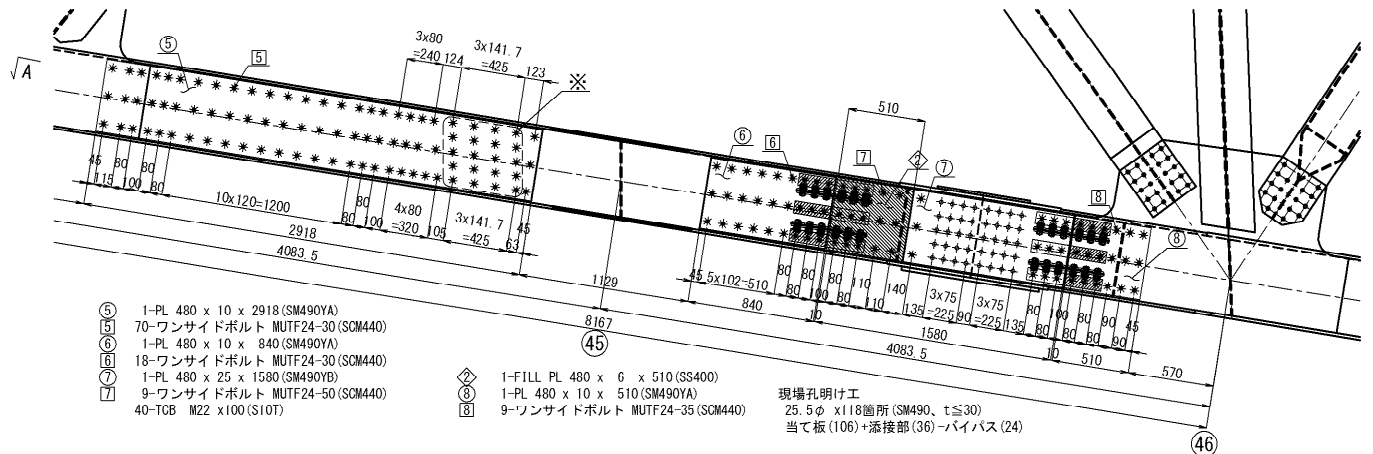 3x80
=240
124
3x141.7
=425
123
※
⑤
5
√A
510
⑥
6
7
2
⑦
8
⑧
45
80
80
115
100
80
10x120=1200
80
80
100
4x80
=320
105
3x141.7
=425
45
63
2918
4083.5
1129
45
5x102=510
80
80
80
110
140
80
100
80
110
135
3x75
=225
90
3x75
=225
135
80
100
80
90
45
80
80
90
840
10
1580
10
510
570
8167
4083.5
㊺
㊻
⑤ 1-PL 480 x 10 x 2918(SM490YA)
5 70-ワンサイドボルト MUTF24-30(SCM440)
⑥ 1-PL 480 x 10 x 840(SM490YA)
6 18-ワンサイドボルト MUTF24-30(SCM440)
⑦ 1-PL 480 x 25 x 1580(SM490YB)
7 9-ワンサイドボルト MUTF24-50(SCM440)
40-TCB M22 x100(S10T)
2 1-FILL PL 480 x 6 x 510(SS400)
⑧ 1-PL 480 x 10 x 510(SM490YA)
8 9-ワンサイドボルト MUTF24-35(SCM440)
現場孔明け工
25.5φ x118箇所(SM490、t≦30)
当て板(106)+添接部(36)-バイパス(24)